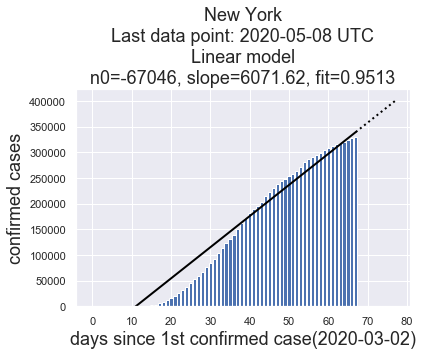 New York
Last data point: 2020-05-08 UTC
Linear model
n0=-67046, slope=6071.62, fit=0.9513
400000
350000
300000
250000
200000
150000
100000
50000
0
confirmed cases
0 10 20 30 40 50 60 70 80
days since 1st confirmed case(2020-03-02)